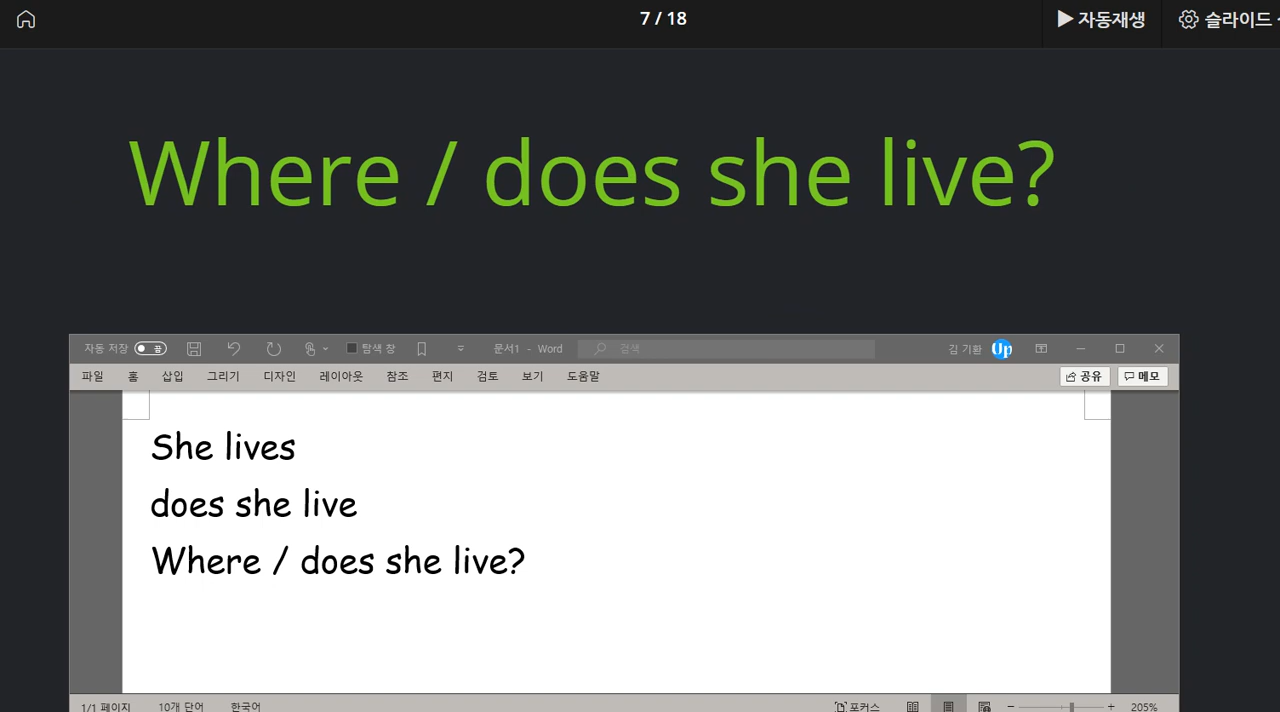 7 / 18
▶ 자동재생
슬라이드
Where / does she live?
자동 저장 끔
탐색 창
문서1 - Word
검색
김 기환
Up
파일 홈 삽입 그리기 디자인 레이아웃 참조 편지 검토 보기 도움말
공유 메모
She lives
does she live
Where / does she live?
1/1 페이지 10개 단어 한국어
포커스
205%